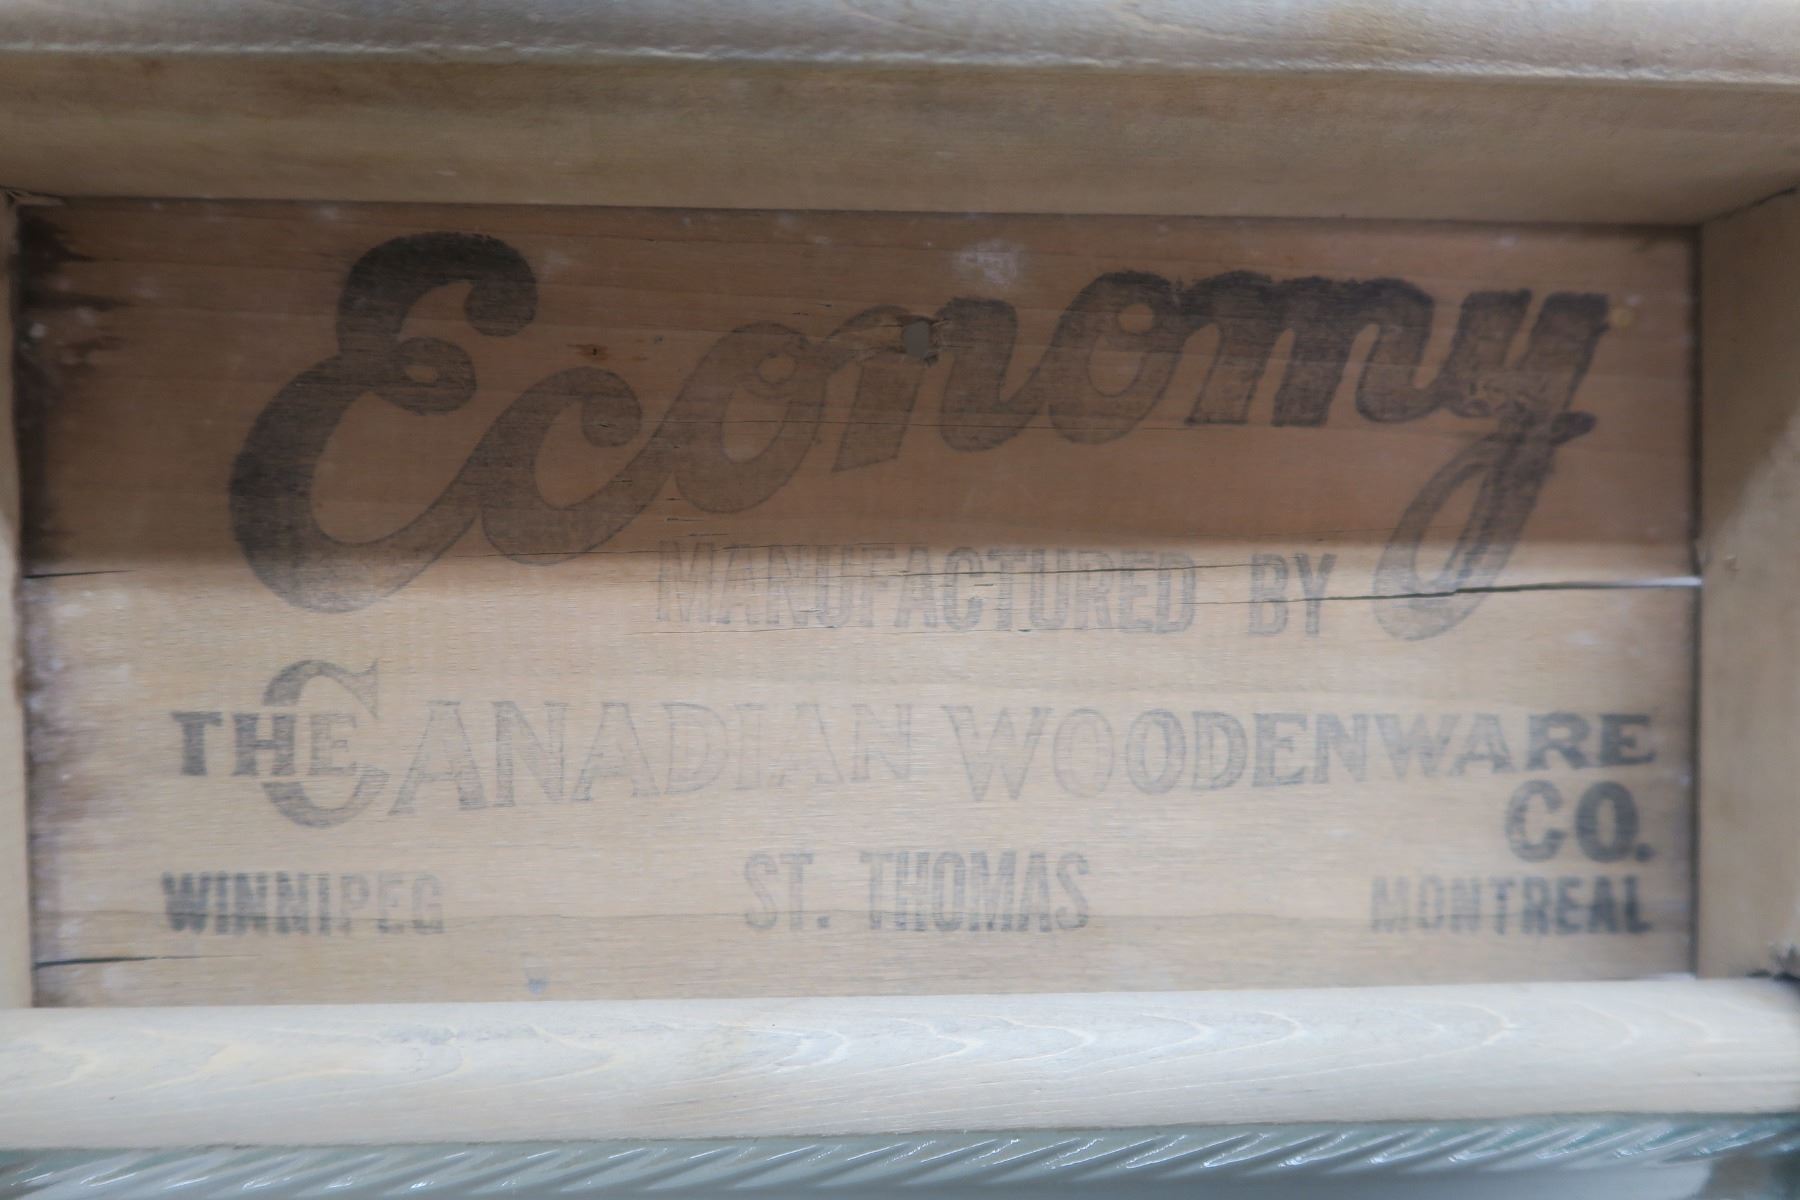 Economy
MANUFACTURED BY
THE CANADIAN WOODENWARE
CO.
WINNIPEG ST. THOMAS MONTREAL